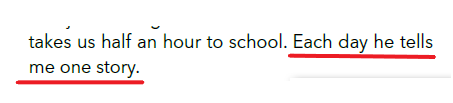 takes us half an hour to school. Each day he tells
me one story.